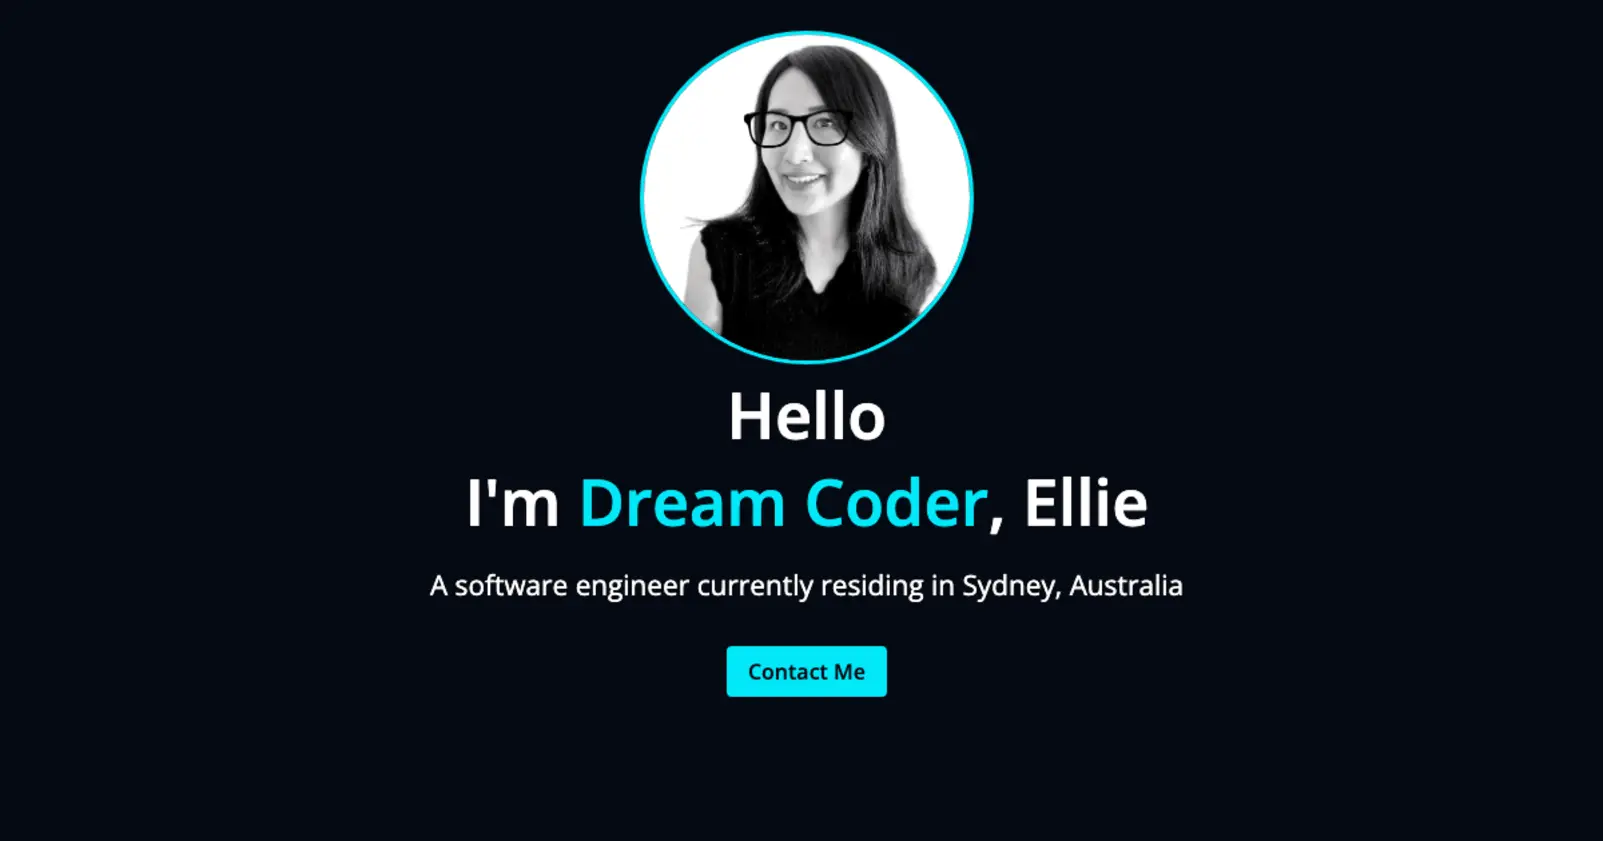 Hello
I'm Dream Coder, Ellie
A software engineer currently residing in Sydney, Australia
Contact Me